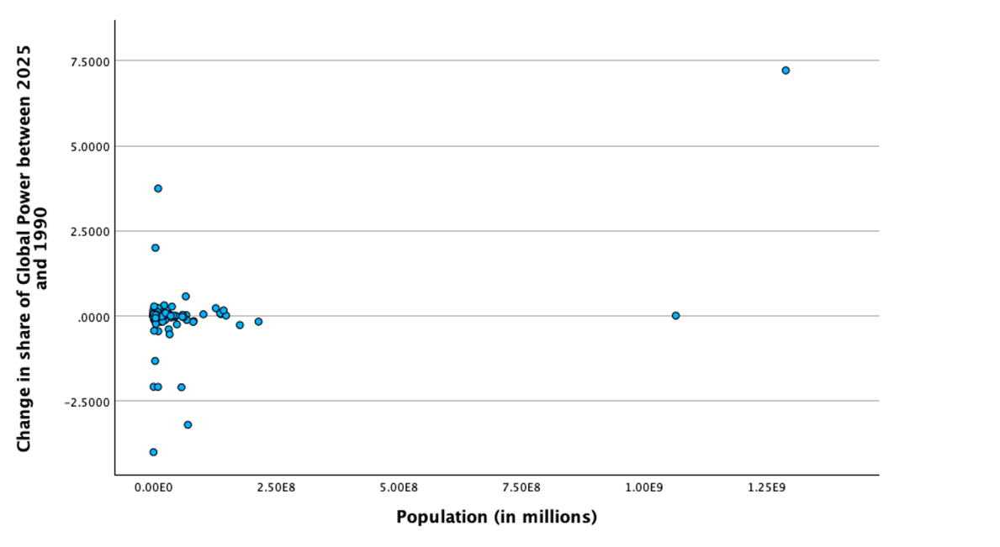 Change in share of Global Power between 2025
and 1990
7.5000
5.0000
2.5000
.0000
-2.5000
0.00E0 2.50E8 5.00E8 7.50E8 1.00E9 1.25E9
Population (in millions)